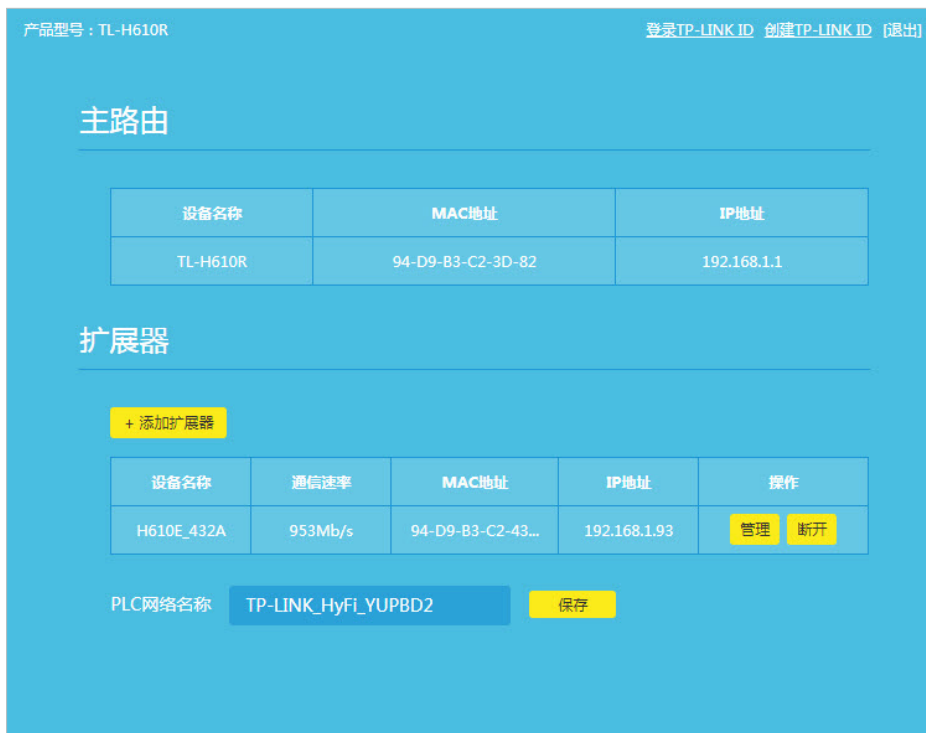 产品型号：TL-H610R 登录TP-LINK ID 创建TP-LINK ID [退出]
主路由
设备名称 MAC地址 IP地址
TL-H610R 94-D9-B3-C2-3D-82 192.168.1.1
扩展器
+ 添加扩展器
设备名称 通信速率 MAC地址 IP地址 操作
H610E_432A 953Mb/s 94-D9-B3-C2-43... 192.168.1.93 管理 断开
PLC网络名称 TP-LINK_HyFi_YUPBD2 保存